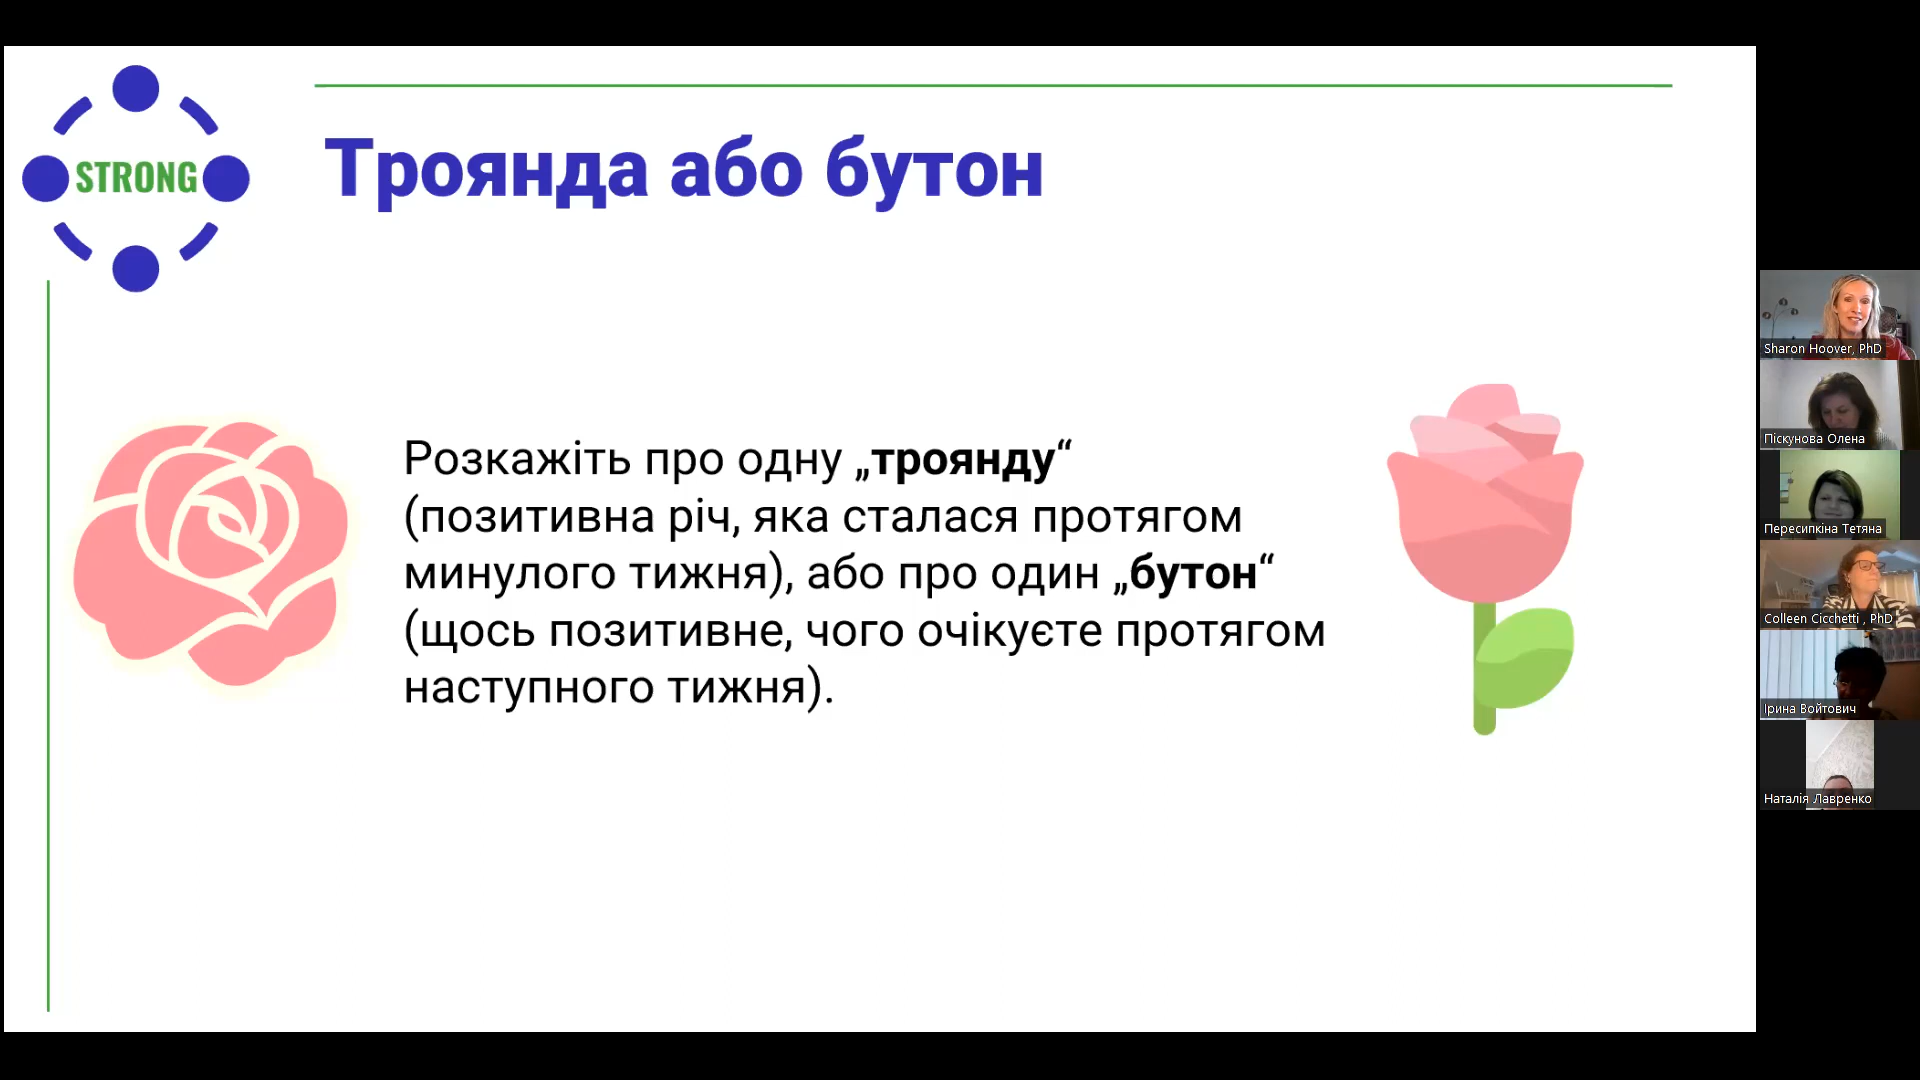 STRONG
Троянда або бутон
Розкажіть про одну „троянду“
(позитивна річ, яка сталася протягом
минулого тижня), або про один „бутон“
(щось позитивне, чого очікуєте протягом
наступного тижня).
Sharon Hoover, PhD
Піскунова Олена
Пересипкіна Тетяна
Colleen Cicchetti , PhD
Ірина Войтович
Наталія Лавренко